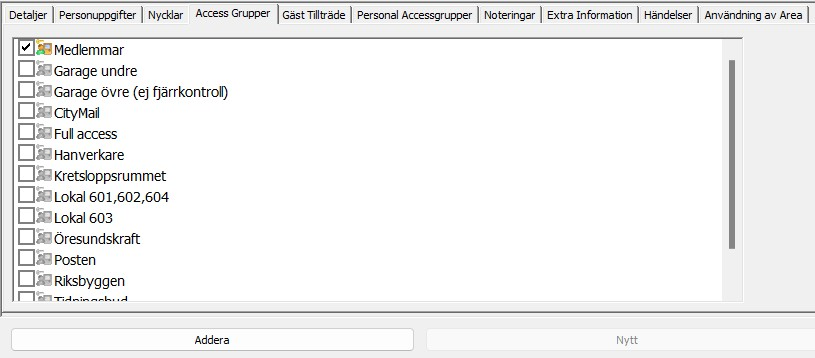 Detaljer Personuppgifter Nycklar Access Grupper Gäst Tillträde Personal Accessgrupper Noteringar Extra Information Händelser Användning av Area
Medlemmar
Garage undre
Garage övre (ej fjärrkontroll)
CityMail
Full access
Hanverkare
Kretsloppsrummet
Lokal 601,602,604
Lokal 603
Öresundskraft
Posten
Riksbyggen
Tidningsbud
Addera Nytt